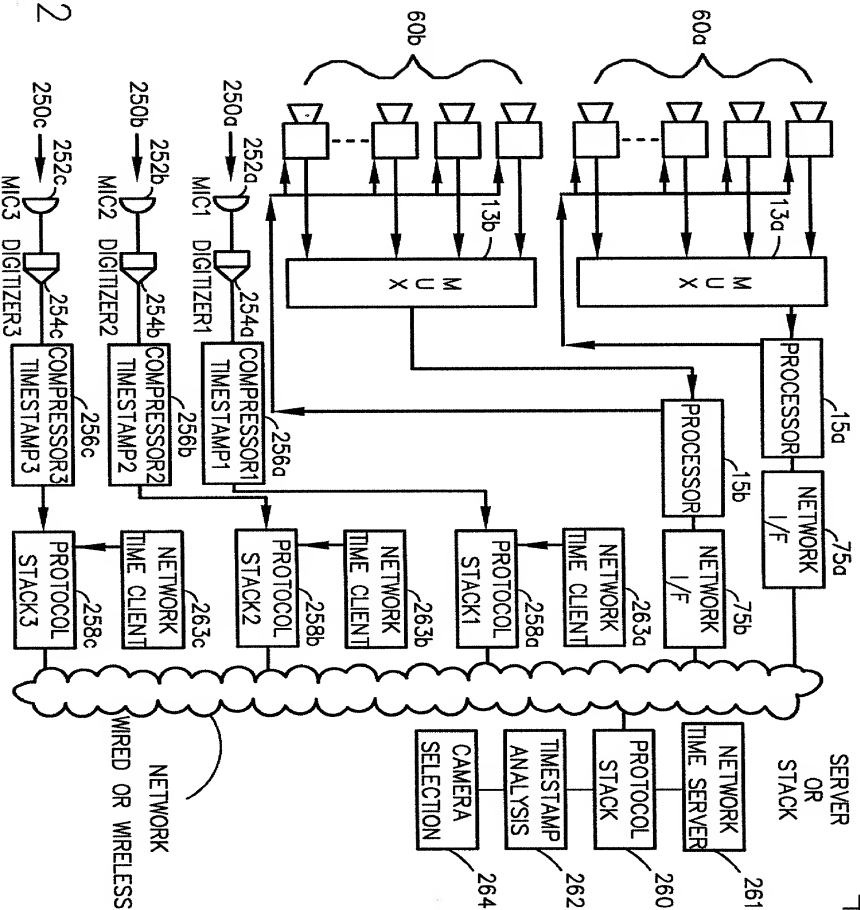 2
60b
60a
13b
13a
M U X
M U X
PROCESSOR
15a
NETWORK
I/F
75a
PROCESSOR
15b
NETWORK
I/F
75b
250a
252a
MIC1
DIGITIZER1
254a
COMPRESSOR1
TIMESTAMP1
256a
PROTOCOL
STACK1
258a
NETWORK
TIME CLIENT
263a
250b
252b
MIC2
DIGITIZER2
254b
COMPRESSOR2
TIMESTAMP2
256b
PROTOCOL
STACK2
258b
NETWORK
TIME CLIENT
263b
250c
252c
MIC3
DIGITIZER3
254c
COMPRESSOR3
TIMESTAMP3
256c
PROTOCOL
STACK3
258c
NETWORK
TIME CLIENT
263c
SERVER
OR
STACK
NETWORK
TIME SERVER
261
PROTOCOL
STACK
260
TIMESTAMP
ANALYSIS
262
CAMERA
SELECTION
264
NETWORK
WIRED OR WIRELESS